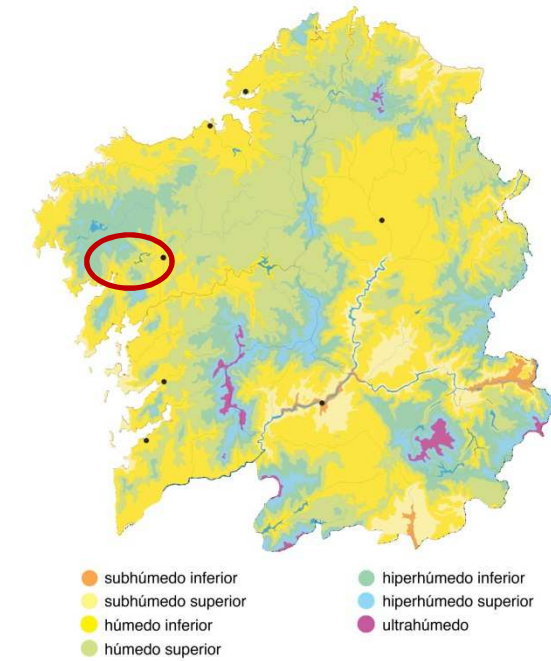 subhúmedo inferior
subhúmedo superior
húmedo inferior
húmedo superior
hiperhúmedo inferior
hiperhúmedo superior
ultrahúmedo